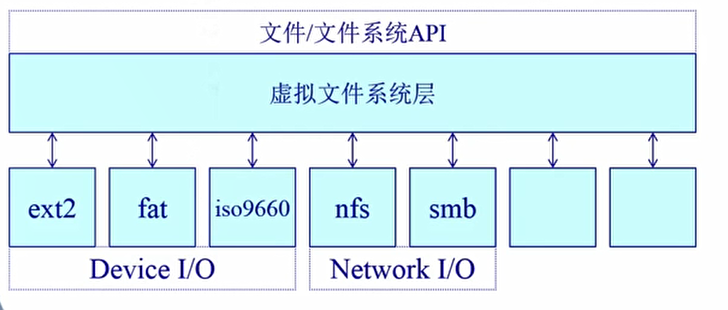 文件/文件系统API
虚拟文件系统层
ext2
fat
iso9660
nfs
smb
Device I/O
Network I/O